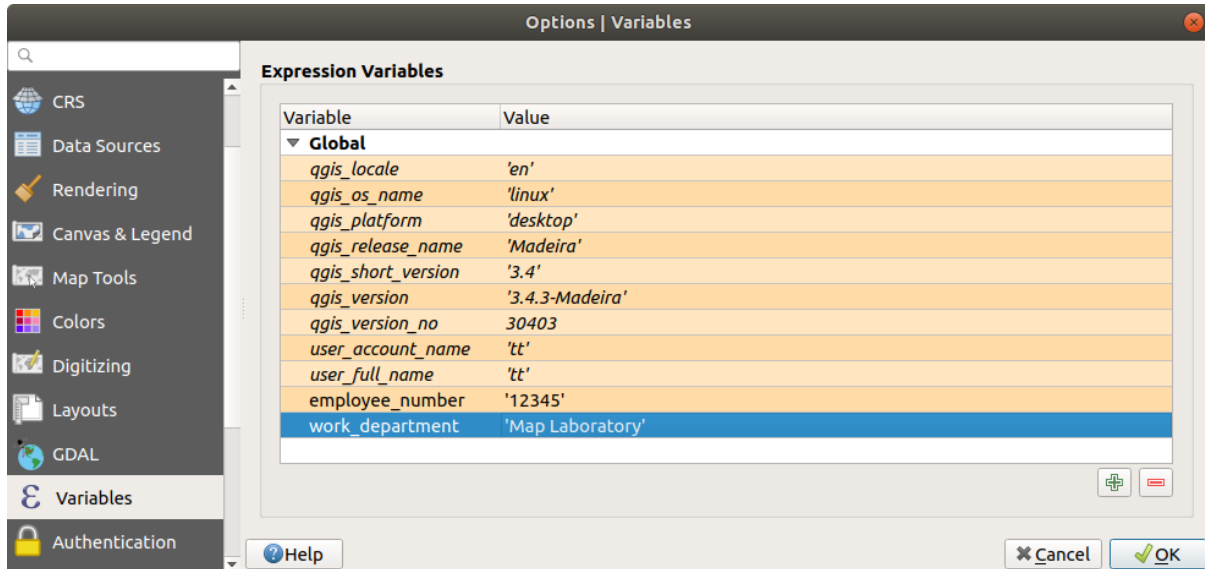 Options | Variables
CRS
Data Sources
Rendering
Canvas & Legend
Map Tools
Colors
Digitizing
Layouts
GDAL
Variables
Authentication
Expression Variables
Variable Value
Global
qgis_locale 'en'
qgis_os_name 'linux'
qgis_platform 'desktop'
qgis_release_name 'Madeira'
qgis_short_version '3.4'
qgis_version '3.4.3-Madeira'
qgis_version_no 30403
user_account_name 'tt'
user_full_name 'tt'
employee_number '12345'
work_department 'Map Laboratory'
Help Cancel OK